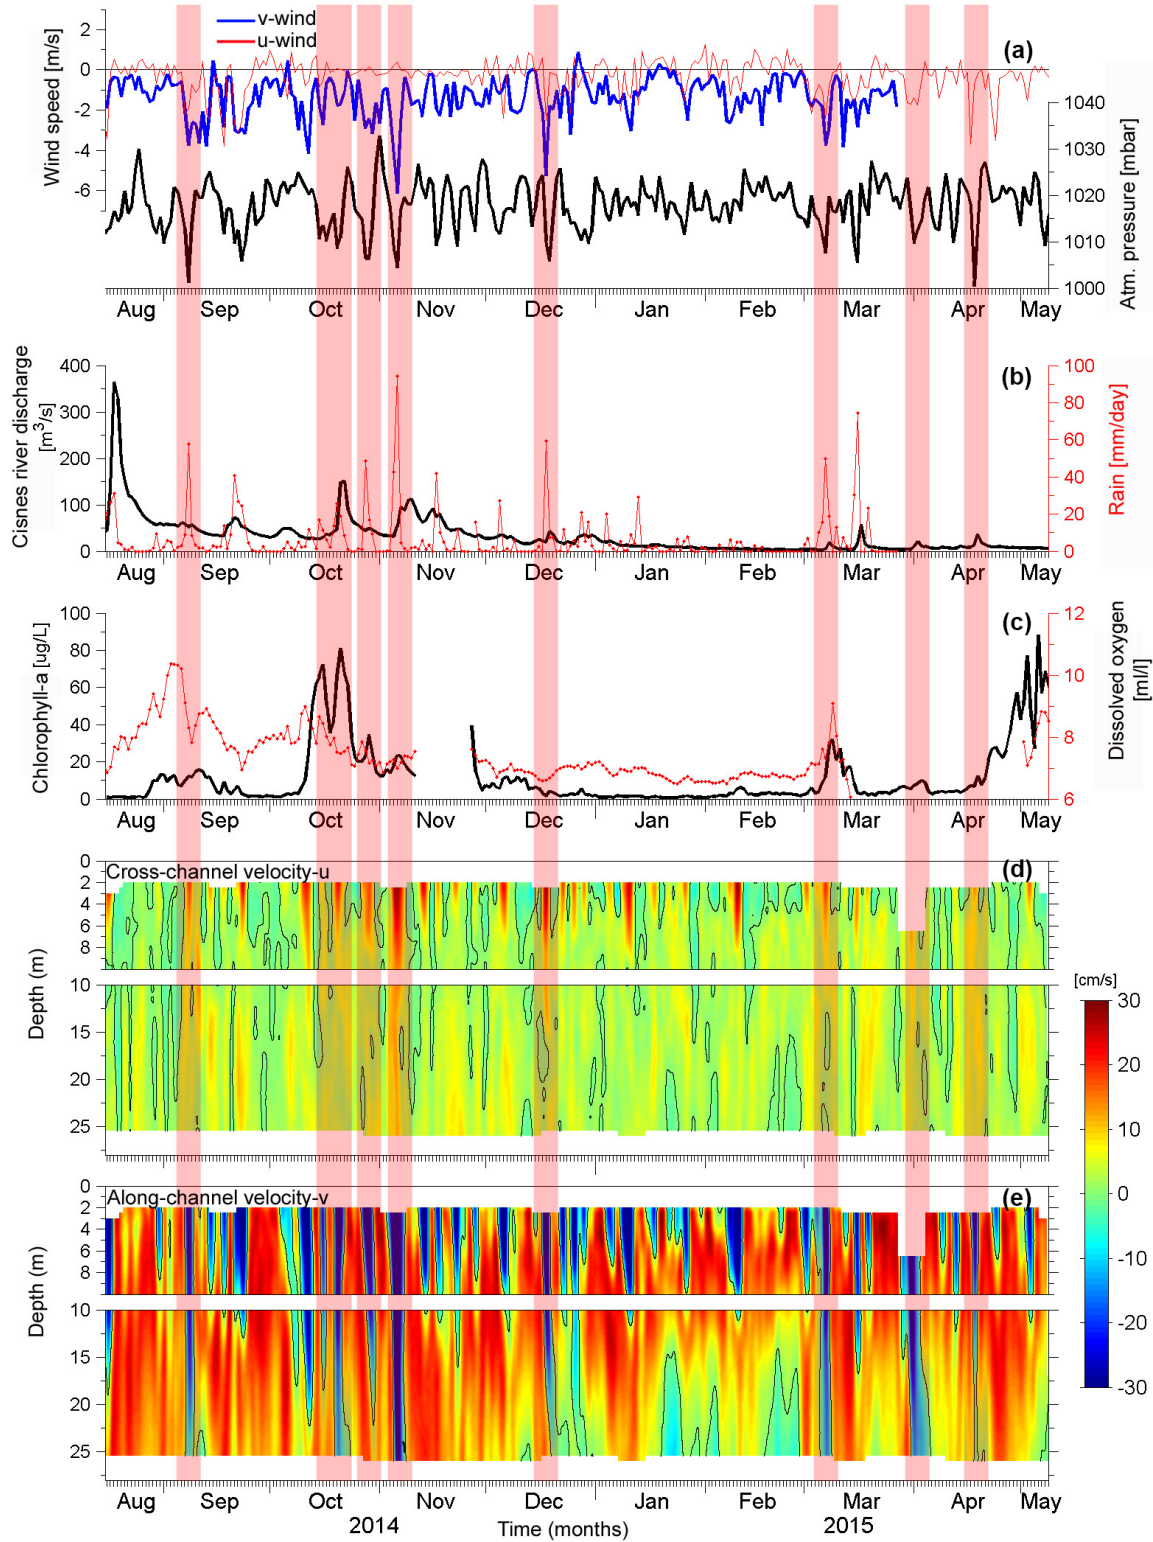 v-wind
u-wind
(a)
Wind speed [m/s]
2
0
-2
-4
-6
1040
1030
1020
1010
1000
Atm. pressure [mbar]
Aug Sep Oct Nov Dec Jan Feb Mar Apr May
(b)
Cisnes river discharge
[m³/s]
400
300
200
100
0
100
80
60
40
20
0
Rain [mm/day]
Aug Sep Oct Nov Dec Jan Feb Mar Apr May
(c)
Chlorophyll-a [ug/L]
100
80
60
40
20
0
12
10
8
6
Dissolved oxygen
[ml/l]
Aug Sep Oct Nov Dec Jan Feb Mar Apr May
Cross-channel velocity-u
(d)
Depth (m)
0
2
4
6
8
10
15
20
25
[cm/s]
30
20
10
0
-10
-20
-30
Along-channel velocity-v
(e)
Depth (m)
0
2
4
6
8
10
15
20
25
Aug Sep Oct Nov Dec Jan Feb Mar Apr May
2014 Time (months) 2015